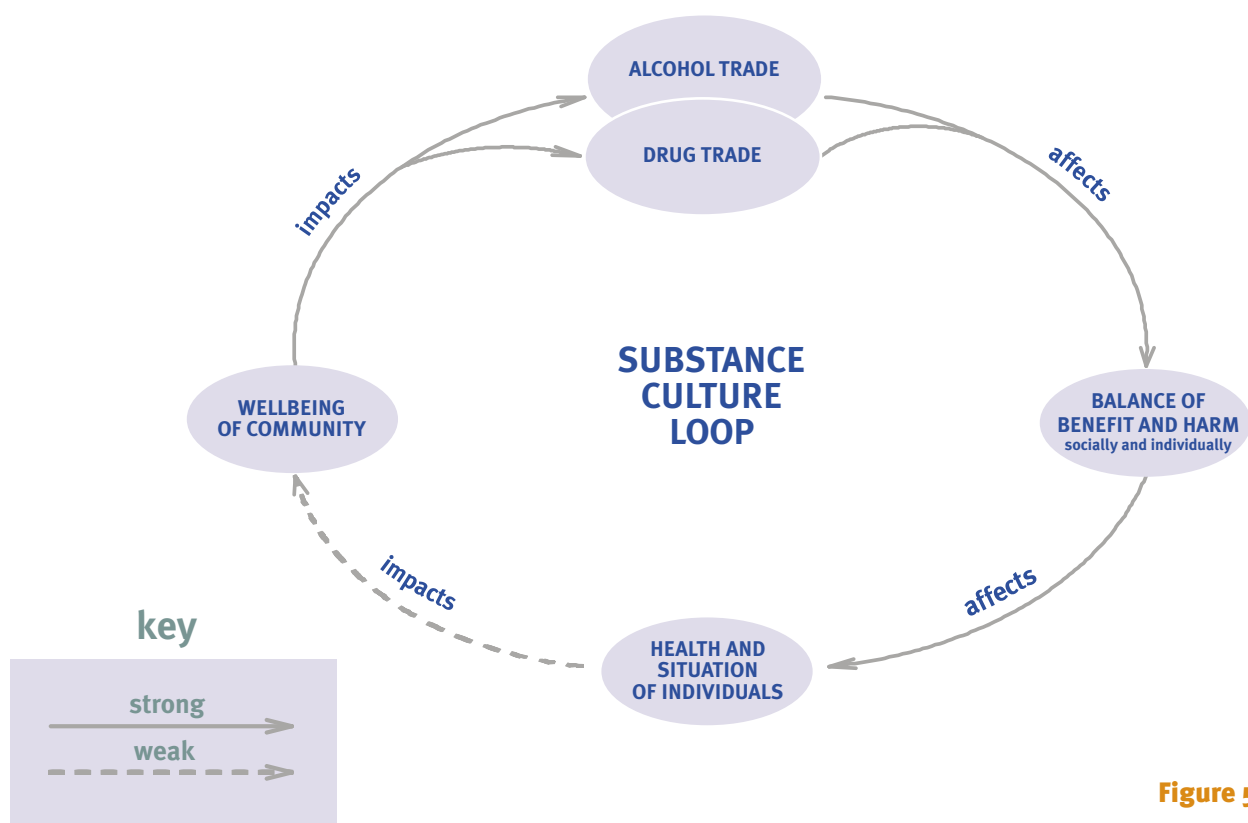 ALCOHOL TRADE
DRUG TRADE
impacts
affects
SUBSTANCE
CULTURE
LOOP
WELLBEING
OF COMMUNITY
BALANCE OF
BENEFIT AND HARM
socially and individually
impacts
affects
HEALTH AND
SITUATION
OF INDIVIDUALS
key
strong
weak
Figure